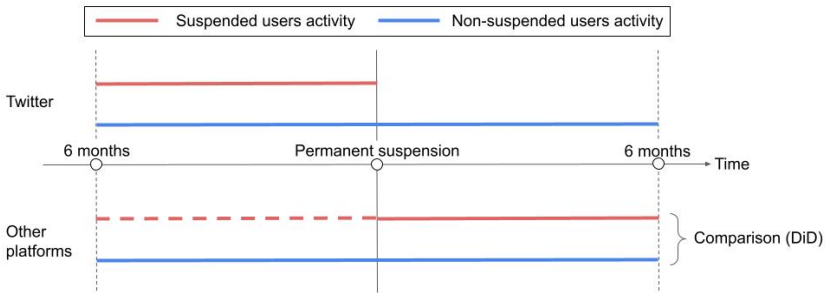 Suspended users activity
Non-suspended users activity
Twitter
6 months
Permanent suspension
6 months
Time
Other
platforms
Comparison (DiD)